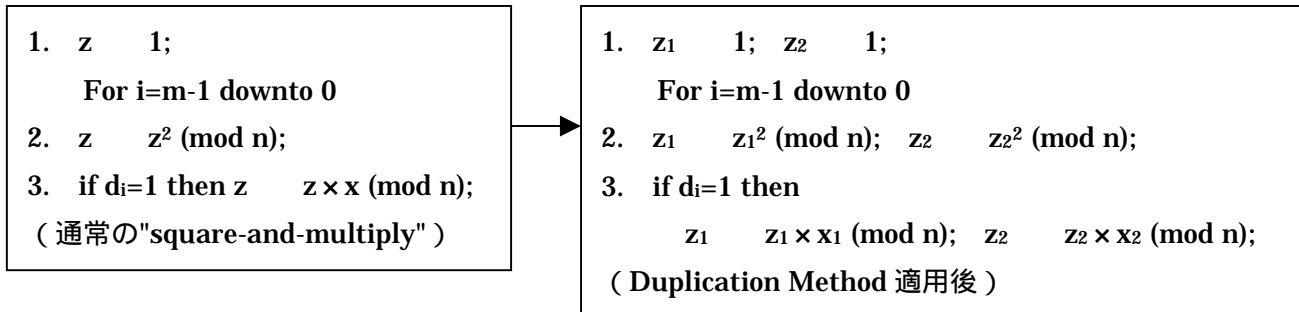 1. z 1;
For i=m-1 downto 0
2. z z² (mod n);
3. if dᵢ=1 then z z × x (mod n);
（通常の"square-and-multiply"）
1. z₁ 1; z₂ 1;
For i=m-1 downto 0
2. z₁ z₁² (mod n); z₂ z₂² (mod n);
3. if dᵢ=1 then
z₁ z₁ × x₁ (mod n); z₂ z₂ × x₂ (mod n);
（Duplication Method 適用後）